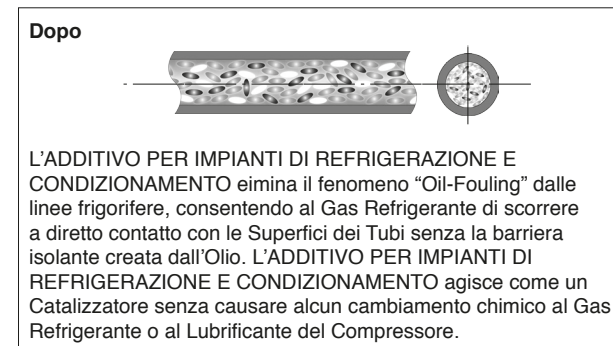 Dopo
L'ADDITIVO PER IMPIANTI DI REFRIGERAZIONE E
CONDIZIONAMENTO elimina il fenomeno “Oil-Fouling” dalle
linee frigorifere, consentendo al Gas Refrigerante di scorrere
a diretto contatto con le Superfici dei Tubi senza la barriera
isolante creata dall'Olio. L'ADDITIVO PER IMPIANTI DI
REFRIGERAZIONE E CONDIZIONAMENTO agisce come un
Catalizzatore senza causare alcun cambiamento chimico al Gas
Refrigerante o al Lubrificante del Compressore.